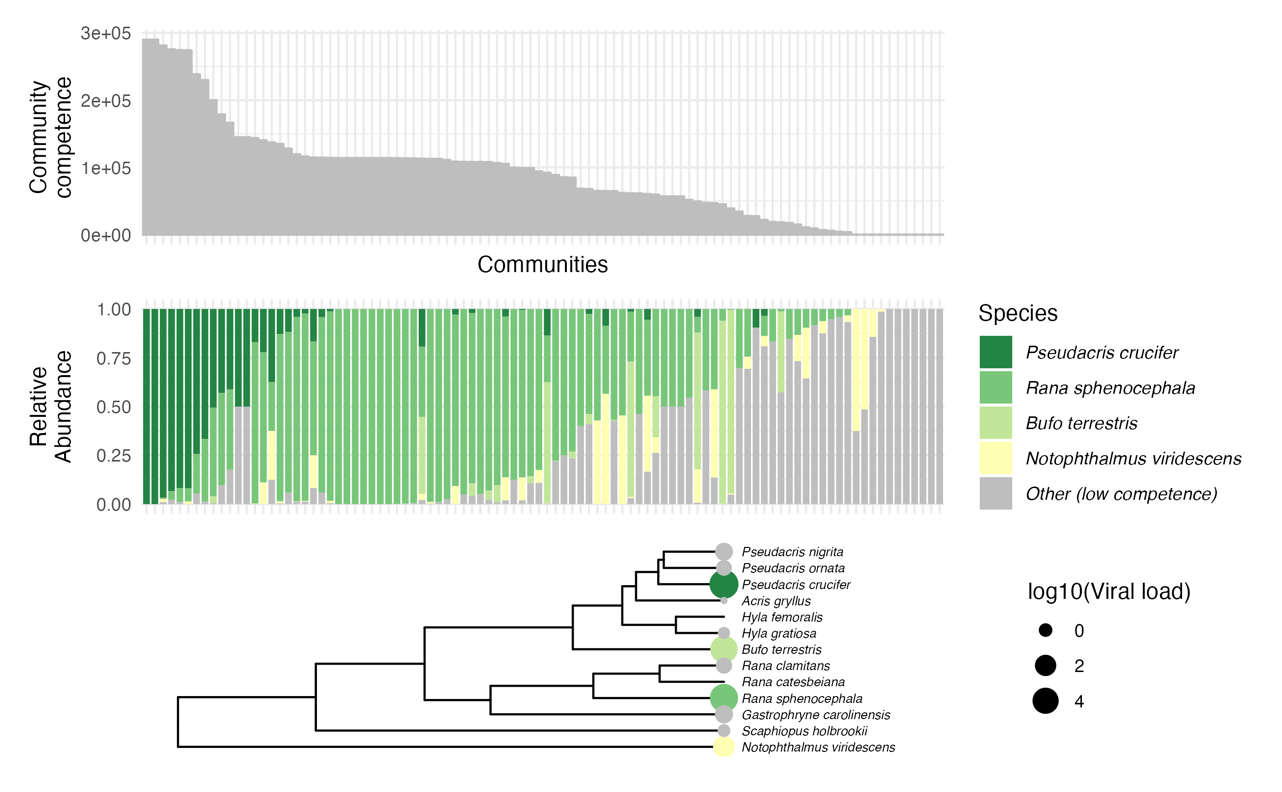 Community
competence
3e+05
2e+05
1e+05
0e+00
Communities
Relative
Abundance
1.00
0.75
0.50
0.25
0.00
Species
Pseudacris crucifer
Rana sphenocephala
Bufo terrestris
Notophthalmus viridescens
Other (low competence)
Pseudacris nigrita
Pseudacris ornata
Pseudacris crucifer
Acris gryllus
Hyla femoralis
Hyla gratiosa
Bufo terrestris
Rana clamitans
Rana catesbeiana
Rana sphenocephala
Gastrophryne carolinensis
Scaphiopus holbrookii
Notophthalmus viridescens
log10(Viral load)
0
2
4